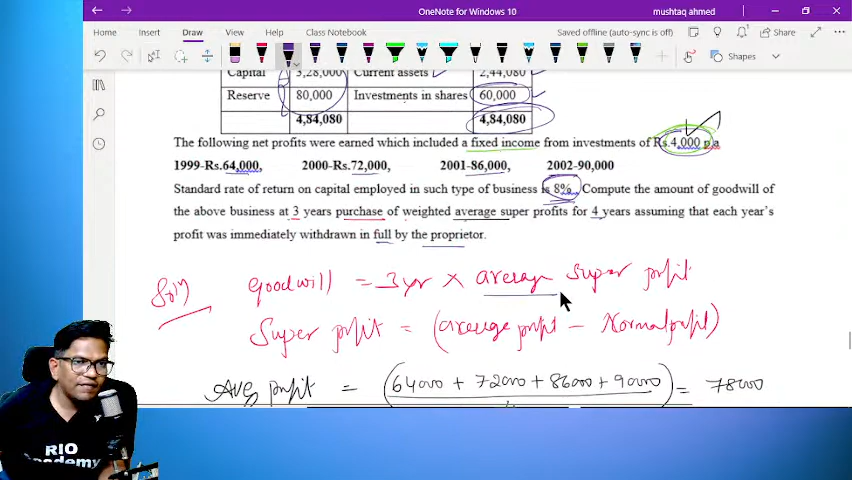 OneNote for Windows 10
mushtaq ahmed
Home Insert Draw View Help Saved offline (auto-sync is off) Share
Shapes
Capital 3,28,000 Current assets 2,44,080
Reserve 80,000 Investments in shares 60,000
4,84,080 4,84,080
The following net profits were earned which included a fixed income from investments of Rs.4,000 p.a
1999-Rs.64,000, 2000-Rs.72,000, 2001-86,000, 2002-90,000
Standard rate of return on capital employed in such type of business is 8%. Compute the amount of goodwill of
the above business at 3 years purchase of weighted average super profits for 4 years assuming that each year's
profit was immediately withdrawn in full by the proprietor.
Sol'n Goodwill = 3 yr × average super profit
Super profit = (average profit - Normal profit)
Avg profit = (64000 + 72000 + 86000 + 90000) = 78000
RIO
Academy